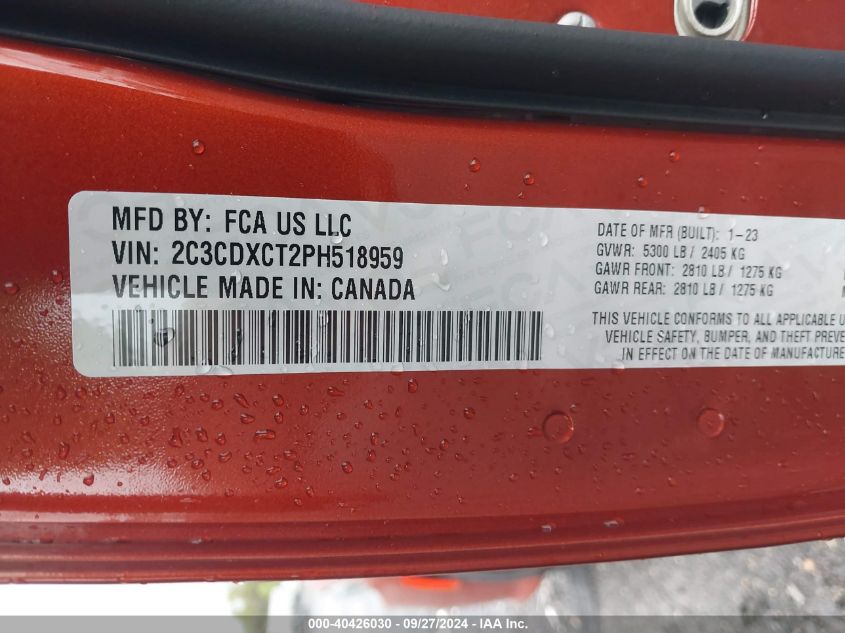 MFD BY: FCA US LLC
VIN: 2C3CDXCT2PH518959
VEHICLE MADE IN: CANADA
DATE OF MFR (BUILT): 1-23
GVWR: 5300 LB / 2405 KG
GAWR FRONT: 2810 LB / 1275 KG
GAWR REAR: 2810 LB / 1275 KG
THIS VEHICLE CONFORMS TO ALL APPLICABLE
VEHICLE SAFETY, BUMPER, AND THEFT
IN EFFECT ON THE DATE OF MANUFACTURE
000-40426030 - 09/27/2024 - IAA Inc.